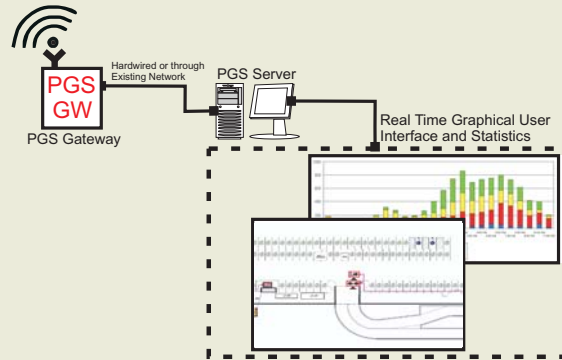 PGS
GW
PGS Gateway
Hardwired or through
Existing Network
PGS Server
Real Time Graphical User
Interface and Statistics